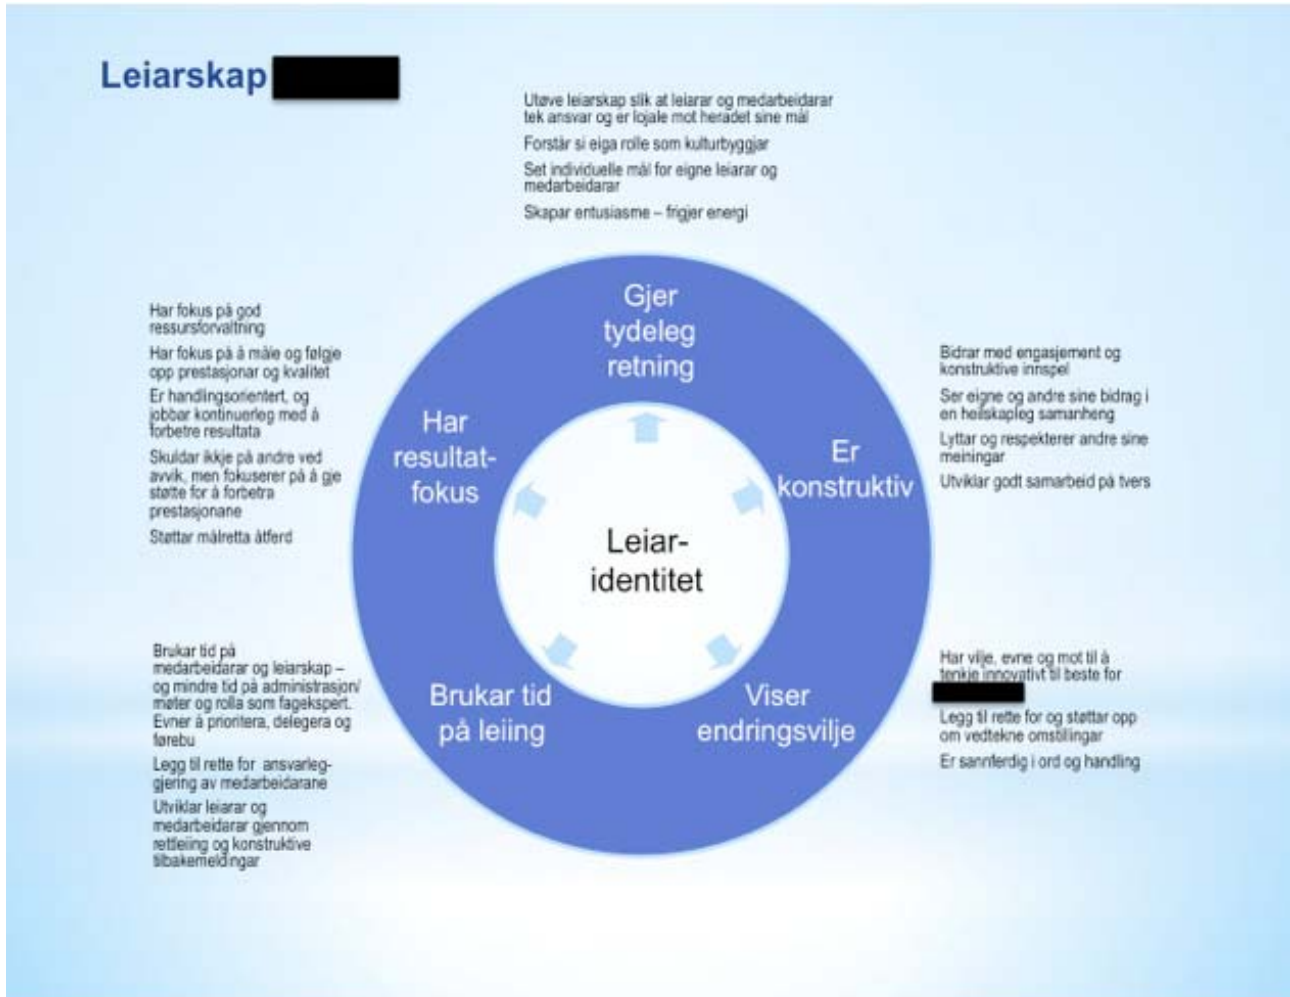 Leiarskap
Utøve leiarskap slik at leiarar og medarbeidarar
tek ansvar og er lojale mot heradet sine mål
Forstår si eiga rolle som kulturbyggjar
Set individuelle mål for eigne leiarar og
medarbeidarar
Skapar entusiasme – frigjer energi
Gjer
tydeleg
retning
Har fokus på god
ressursforvaltning
Har fokus på å måle og følgje
opp prestasjonar og kvalitet
Er handlingsorientert, og
jobbar kontinuerleg med å
forbetre resultata
Skuldar ikkje på andre ved
avvik, men fokuserer på å gje
støtte for å forbetra
prestasjonane
Støttar målretta åtferd
Har
resultat-
fokus
Er
konstruktiv
Bidrar med engasjement og
konstruktive innspel
Ser eigne og andre sine bidrag i
en heilskapleg samanheng
Lyttar og respekterer andre sine
meiningar
Utviklar godt samarbeid på tvers
Leiar-
identitet
Brukar tid på
medarbeidarar og leiarskap –
og mindre tid på administrasjon/
møter og rolla som fagekspert.
Evner å prioritera, delegera og
førebu
Legg til rette for ansvarleg-
gjering av medarbeidarane
Utviklar leiarar og
medarbeidarar gjennom
rettleiing og konstruktive
tilbakemeldingar
Brukar tid
på leiing
Viser
endringsvilje
Har vilje, evne og mot til å
tenkje innovativt til beste for
Legg til rette for og støttar opp
om vedtekne omstillingar
Er sannferdig i ord og handling